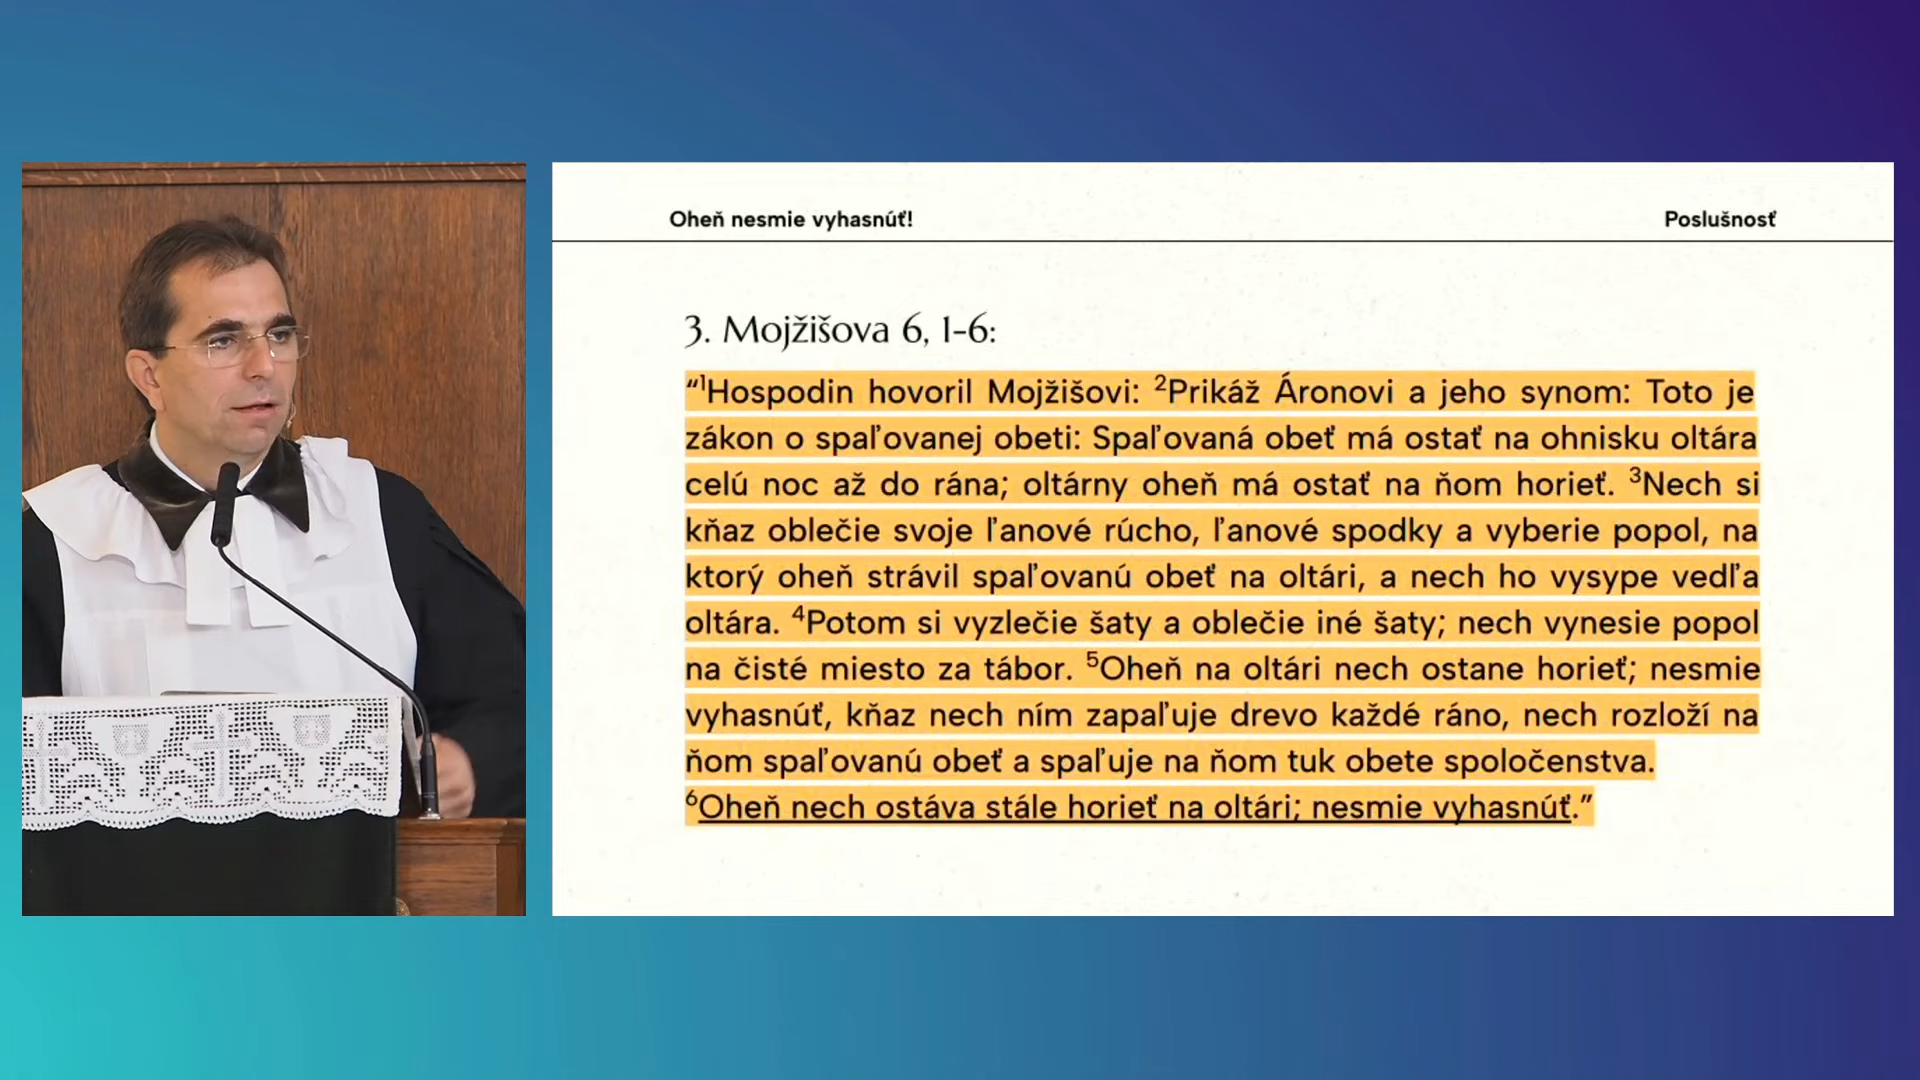 Oheň nesmie vyhasnúť!
Poslušnosť
3. Mojžišova 6, 1-6:
“¹Hospodin hovoril Mojžišovi: ²Prikáž Áronovi a jeho synom: Toto je
zákon o spaľovanej obeti: Spaľovaná obeť má ostať na ohnisku oltára
celú noc až do rána; oltárny oheň má ostať na ňom horieť. ³Nech si
kňaz oblečie svoje ľanové rúcho, ľanové spodky a vyberie popol, na
ktorý oheň strávil spaľovanú obeť na oltári, a nech ho vysype vedľa
oltára. ⁴Potom si vyzlečie šaty a oblečie iné šaty; nech vynesie popol
na čisté miesto za tábor. ⁵Oheň na oltári nech ostane horieť; nesmie
vyhasnúť, kňaz nech ním zapaľuje drevo každé ráno, nech rozloží na
ňom spaľovanú obeť a spaľuje na ňom tuk obete spoločenstva.
⁶Oheň nech ostáva stále horieť na oltári; nesmie vyhasnúť.”